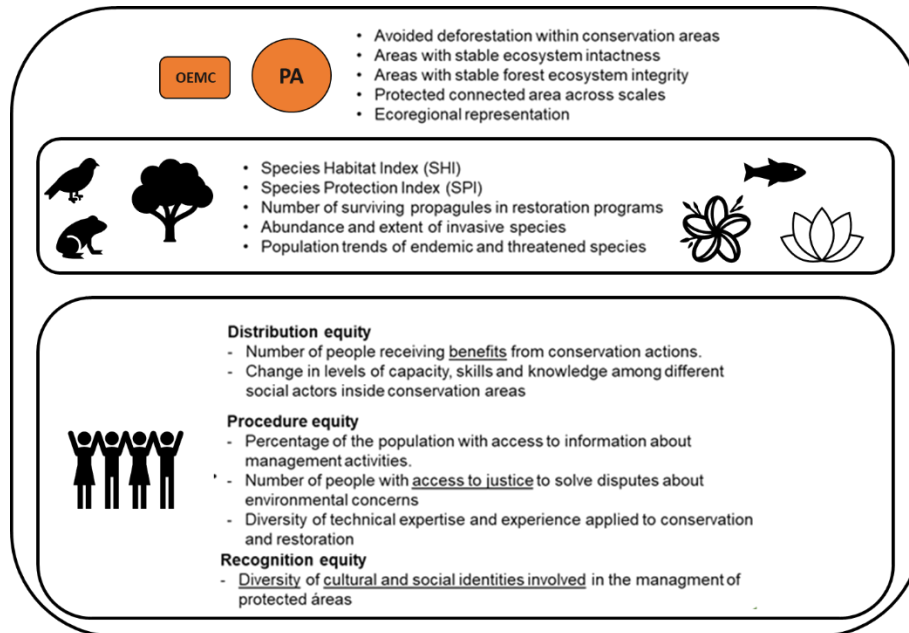 OEMC
PA
• Avoided deforestation within conservation areas
• Areas with stable ecosystem intactness
• Areas with stable forest ecosystem integrity
• Protected connected area across scales
• Ecoregional representation
• Species Habitat Index (SHI)
• Species Protection Index (SPI)
• Number of surviving propagules in restoration programs
• Abundance and extent of invasive species
• Population trends of endemic and threatened species
Distribution equity
- Number of people receiving benefits from conservation actions.
- Change in levels of capacity, skills and knowledge among different
social actors inside conservation areas
Procedure equity
- Percentage of the population with access to information about
management activities.
- Number of people with access to justice to solve disputes about
environmental concerns
- Diversity of technical expertise and experience applied to conservation
and restoration
Recognition equity
- Diversity of cultural and social identities involved in the managment of
protected áreas